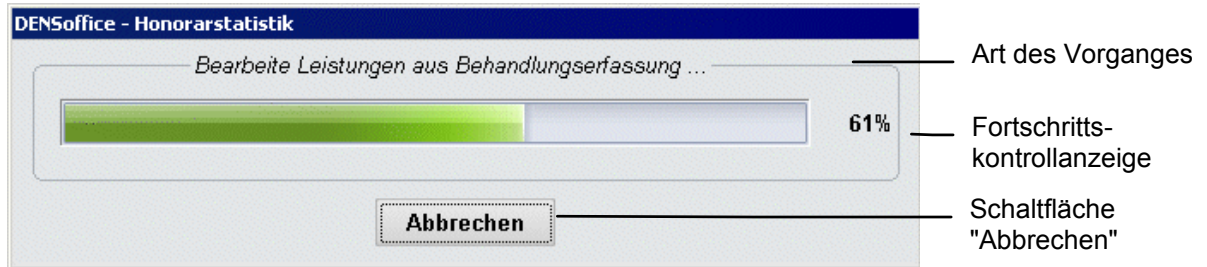 DENSoffice - Honorarstatistik
Bearbeite Leistungen aus Behandlungserfassung ...
Art des Vorganges
61%
Fortschritts-
kontrollanzeige
Abbrechen
Schaltfläche
"Abbrechen"